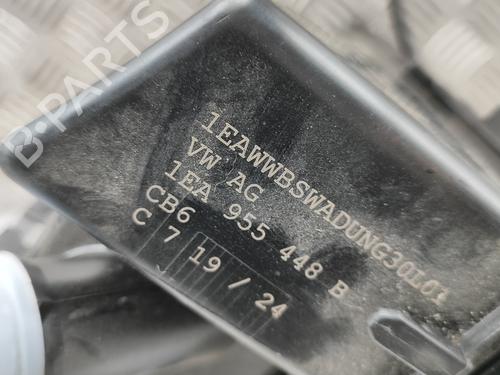 1EAWWBSWADUNG30L01
VW AG
1EA 955 448 B
CB6
C 7 19 / 24
B-PARTS